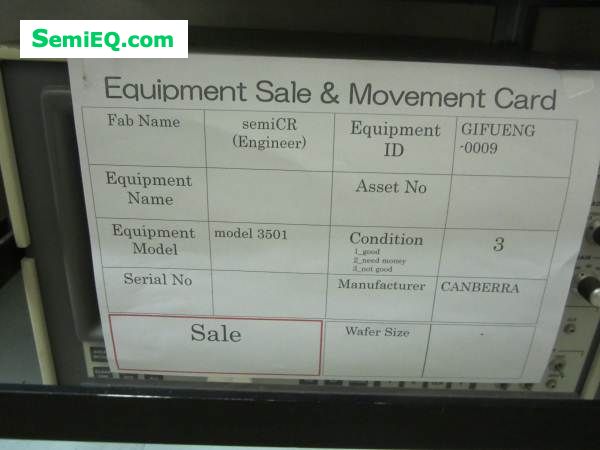 SemiEQ.com
Equipment Sale & Movement Card
Fab Name
semiCR
(Engineer)
Equipment
ID
GIFUENG
-0009
Equipment
Name
Asset No
Equipment
Model
model 3501
Condition
1_good
2_need money
3_not good
3
Serial No
Manufacturer
CANBERRA
Sale
Wafer Size
-